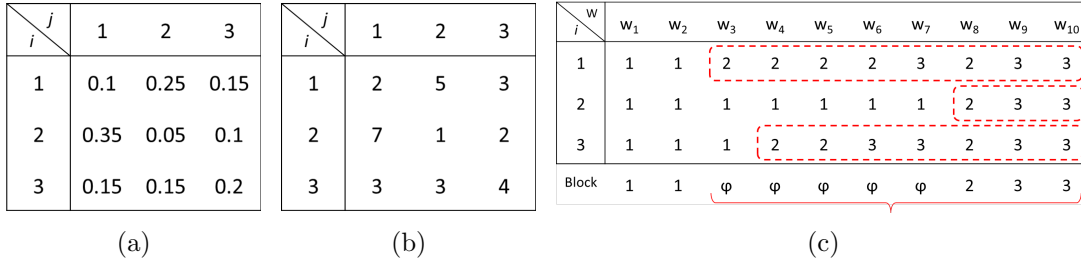 j
i 1 2 3
1 0.1 0.25 0.15
2 0.35 0.05 0.1
3 0.15 0.15 0.2
(a)
j
i 1 2 3
1 2 5 3
2 7 1 2
3 3 3 4
(b)
w
i w₁ w₂ w₃ w₄ w₅ w₆ w₇ w₈ w₉ w₁₀
1 1 1 2 2 2 2 3 2 3 3
2 1 1 1 1 1 1 1 2 3 3
3 1 1 1 2 2 3 3 2 3 3
Block 1 1 φ φ φ φ φ 2 3 3
(c)